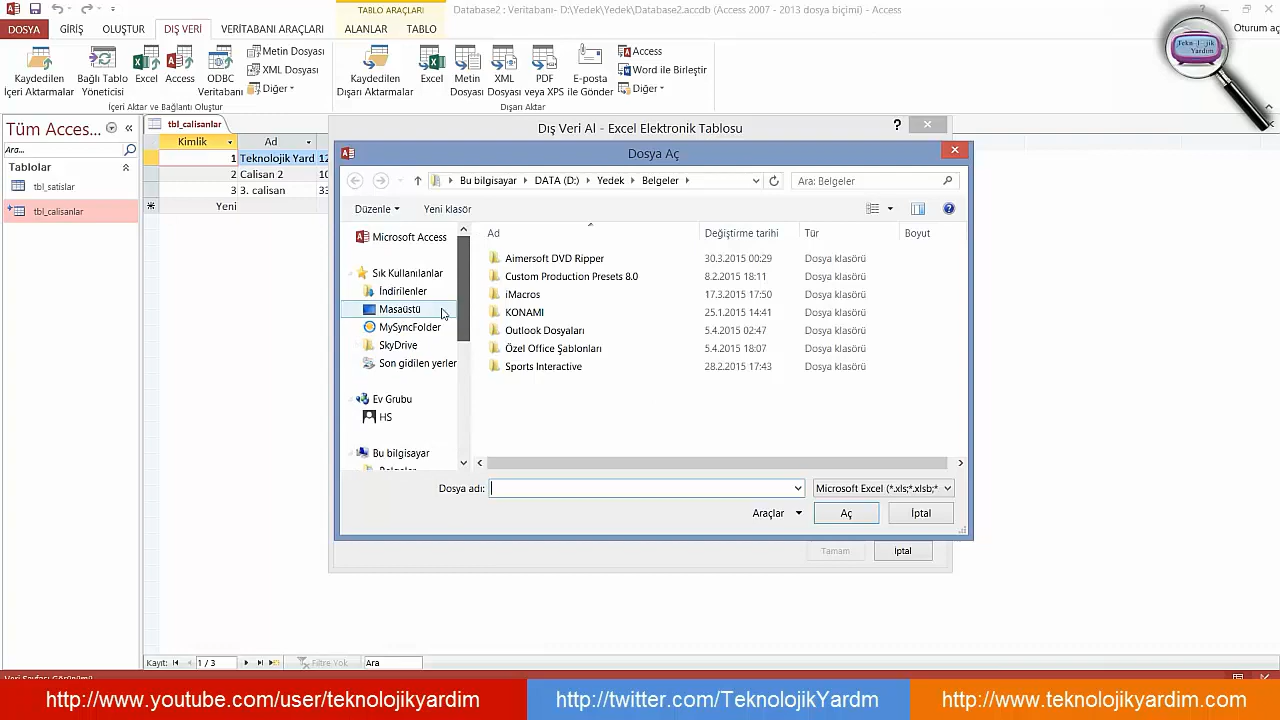 TABLO ARAÇLARI
Database2 : Veritabanı- D:\Yedek\Yedek\Database2.accdb (Access 2007 - 2013 dosya biçimi) - Access
DOSYA GİRİŞ OLUŞTUR DIŞ VERİ VERİTABANI ARAÇLARI ALANLAR TABLO
Oturum aç
Kaydedilen İçeri Aktarmalar
Bağlı Tablo Yöneticisi
Excel
Access
ODBC Veritabanı
Metin Dosyası
XML Dosyası
Diğer
İçeri Aktar ve Bağlantı Oluştur
Kaydedilen Dışarı Aktarmalar
Excel
Metin Dosyası
XML Dosyası
PDF veya XPS
E-posta ile Gönder
Access
Word ile Birleştir
Diğer
Dışarı Aktar
Yardım
Tüm Acces...
Ara...
Tablolar
tbl_satislar
tbl_calisanlar
tbl_calisanlar
Kimlik Ad
1 Teknolojik Yard 12
2 Calisan 2 10
3 3. calisan 33
Yeni
Dış Veri Al - Excel Elektronik Tablosu
Dosya Aç
Bu bilgisayar DATA (D:) Yedek Belgeler
Ara: Belgeler
Düzenle Yeni klasör
Microsoft Access
Sık Kullanılanlar
İndirilenler
Masaüstü
MySyncFolder
SkyDrive
Son gidilen yerler
Ev Grubu
HS
Bu bilgisayar
Belgeler
Ad Değiştirme tarihi Tür Boyut
Aimersoft DVD Ripper 30.3.2015 00:29 Dosya klasörü
Custom Production Presets 8.0 8.2.2015 18:11 Dosya klasörü
iMacros 17.3.2015 17:50 Dosya klasörü
KONAMI 25.1.2015 14:41 Dosya klasörü
Outlook Dosyaları 5.4.2015 02:47 Dosya klasörü
Özel Office Şablonları 5.4.2015 18:07 Dosya klasörü
Sports Interactive 28.2.2015 17:43 Dosya klasörü
Dosya adı: Microsoft Excel (*.xls;*.xlsb;*
Araçlar Aç İptal
Tamam İptal
Kayıt: 1 / 3 Filtre Yok Ara
Veri Sayfası Görünümü
http://www.youtube.com/user/teknolojikyardim
http://twitter.com/TeknolojikYardm
http://www.teknolojikyardim.com